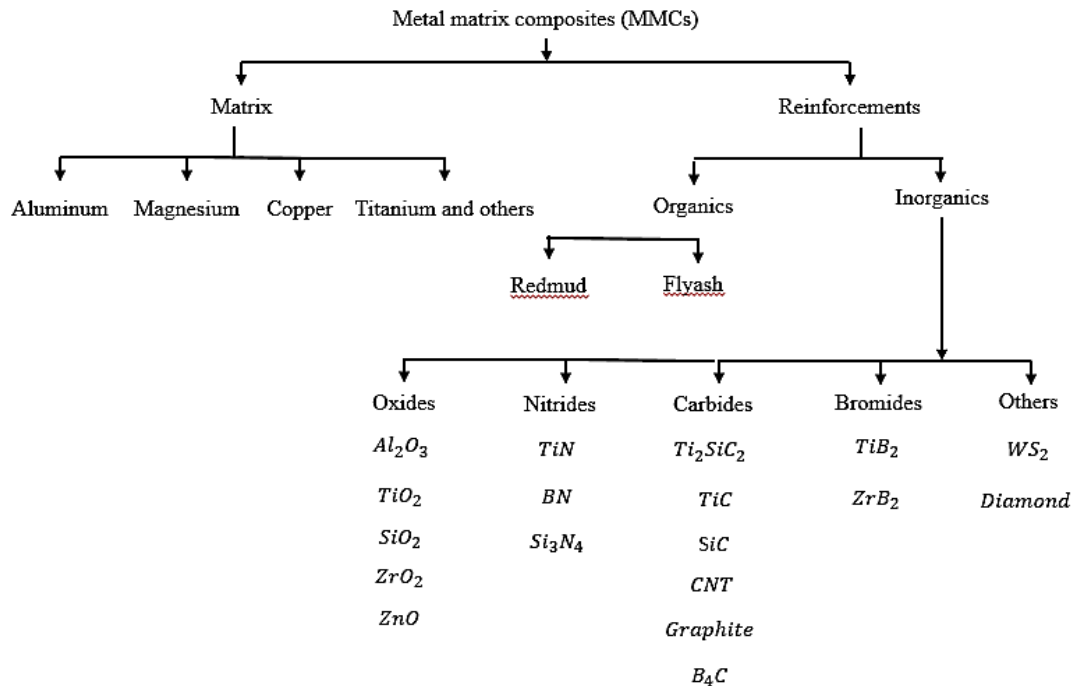 Metal matrix composites (MMCs)
Matrix
Reinforcements
Aluminum
Magnesium
Copper
Titanium and others
Organics
Inorganics
Redmud
Flyash
Oxides
Nitrides
Carbides
Bromides
Others
Al₂O₃
TiN
Ti₂SiC₂
TiB₂
WS₂
TiO₂
BN
TiC
ZrB₂
Diamond
SiO₂
Si₃N₄
SiC
ZrO₂
CNT
ZnO
Graphite
B₄C